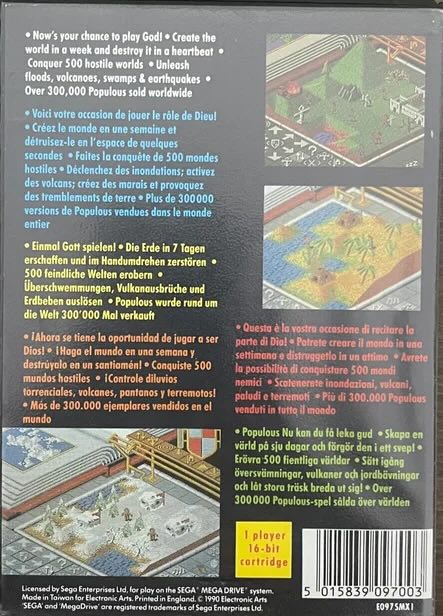 • Now's your chance to play God! • Create the
world in a week and destroy it in a heartbeat •
Conquer 500 hostile worlds • Unleash
floods, volcanoes, swamps & earthquakes •
Over 300,000 Populous sold worldwide
• Voici votre occasion de jouer le rôle de Dieu!
• Créez le monde en une semaine et
détruisez-le en l'espace de quelques
secondes • Faites la conquête de 500 mondes
hostiles • Déclenchez des inondations; activez
des volcans; créez des marais et provoquez
des tremblements de terre • Plus de 300000
versions de Populous vendues dans le monde
entier
• Einmal Gott spielen! • Die Erde in 7 Tagen
erschaffen und im Handumdrehen zerstören •
500 feindliche Welten erobern •
Überschwemmungen, Vulkanausbrüche und
Erdbeben auslösen • Populous wurde rund um
die Welt 300'000 Mal verkauft
• ¡Ahora se tiene la oportunidad de jugar a ser
Dios! • ¡Haga el mundo en una semana y
destrúyalo en un santiamén! • Conquiste 500
mundos hostiles • ¡Controle diluvios
torrenciales, volcanes, pantanos y terremotos!
• Más de 300.000 ejemplares vendidos en el
mundo
• Questa è la vostra occasione di recitare la
parte di Dio! • Potrete creare il mondo in una
settimana e distruggetlo in un attimo • Avrete
la possibilità di conquistare 500 mondi
nemici • Scatenerete inondazioni, vulcani,
paludi e terremoti • Più di 300.000 Populous
venduti in tutto il mondo
• Populous Nu kan du få leka gud • Skapa en
värld på sju dagar och förgör den i ett svep! •
Erövra 500 fientliga världar • Sätt igång
översvämningar, vulkaner och jordbävningar
och låt stora träsk breda ut sig! • Over
300000 Populous-spel sålda över världen
1 player
16-bit
cartridge
5 015839 097003
E097SMX1
Licensed by Sega Enterprises Ltd. for play on the SEGA MEGA DRIVE system.
Made in Taiwan for Electronic Arts. Printed in England. © 1990 Electronic Arts
'SEGA' and 'MegaDrive' are registered trademarks of Sega Enterprises Ltd.